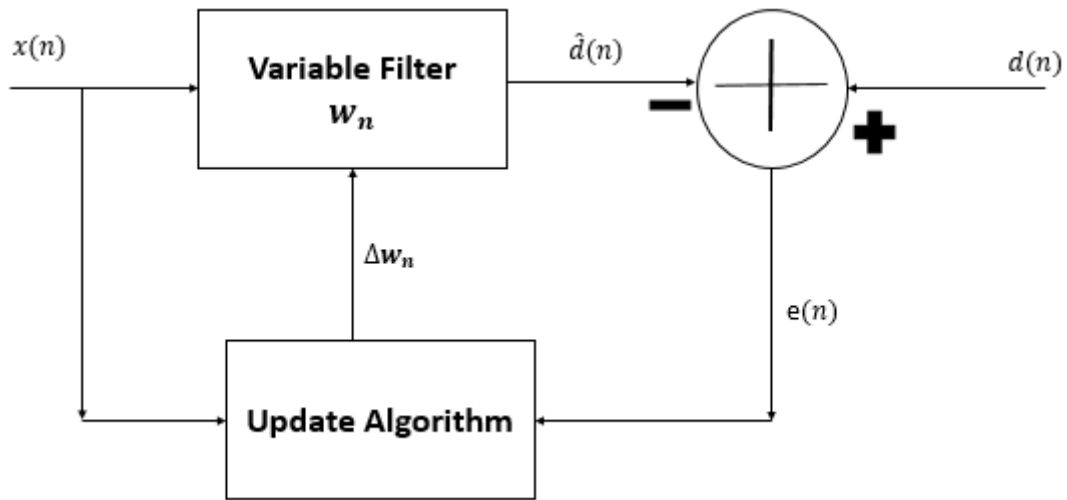 x(n)
Variable Filter
w_n
d̂(n)
−
+
d(n)
Δw_n
e(n)
Update Algorithm